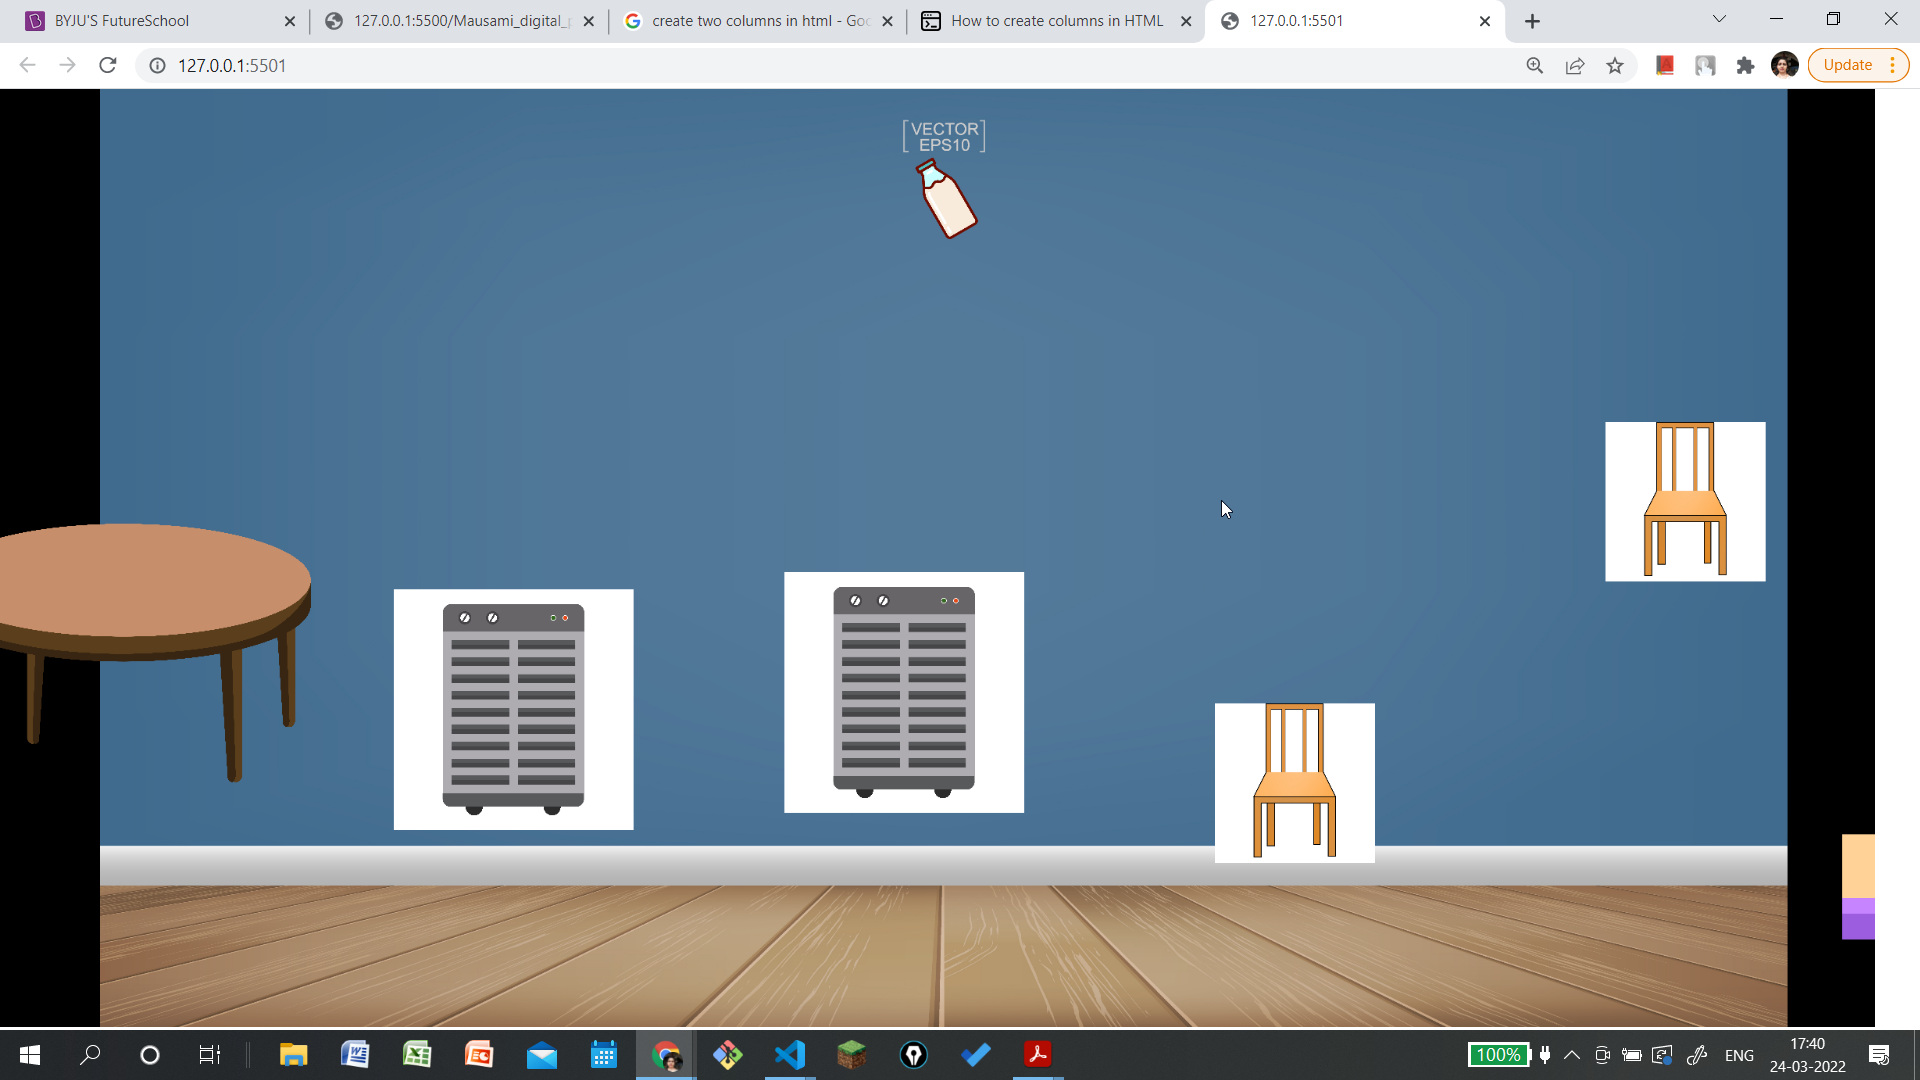 BYJU'S FutureSchool
127.0.0.1:5500/Mausami_digital_
create two columns in html - Goo
How to create columns in HTML
127.0.0.1:5501
127.0.0.1:5501
Update
VECTOR
EPS10
100%
ENG
17:40
24-03-2022